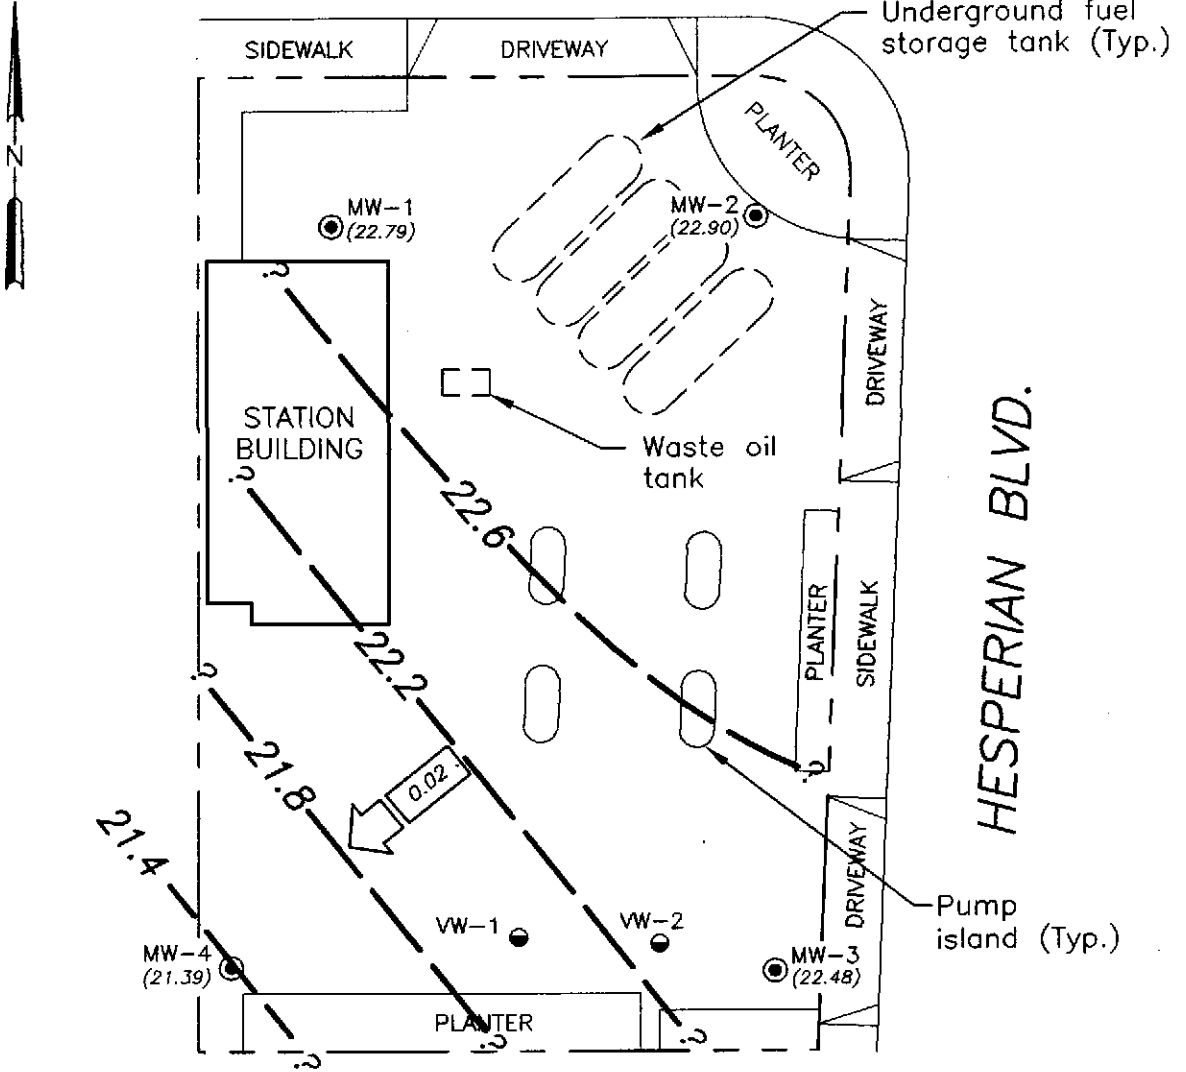 Underground fuel
storage tank (Typ.)
SIDEWALK
DRIVEWAY
PLANTER
N
MW-1
(22.79)
MW-2
(22.90)
?
DRIVEWAY
STATION
BUILDING
Waste oil
tank
HESPERIAN BLVD.
?
22.6
PLANTER
SIDEWALK
22.2
?
21.8
0.02
?
21.4
DRIVEWAY
Pump
island (Typ.)
VW-1
VW-2
MW-4
(21.39)
MW-3
(22.48)
PLANTER
?
?
?